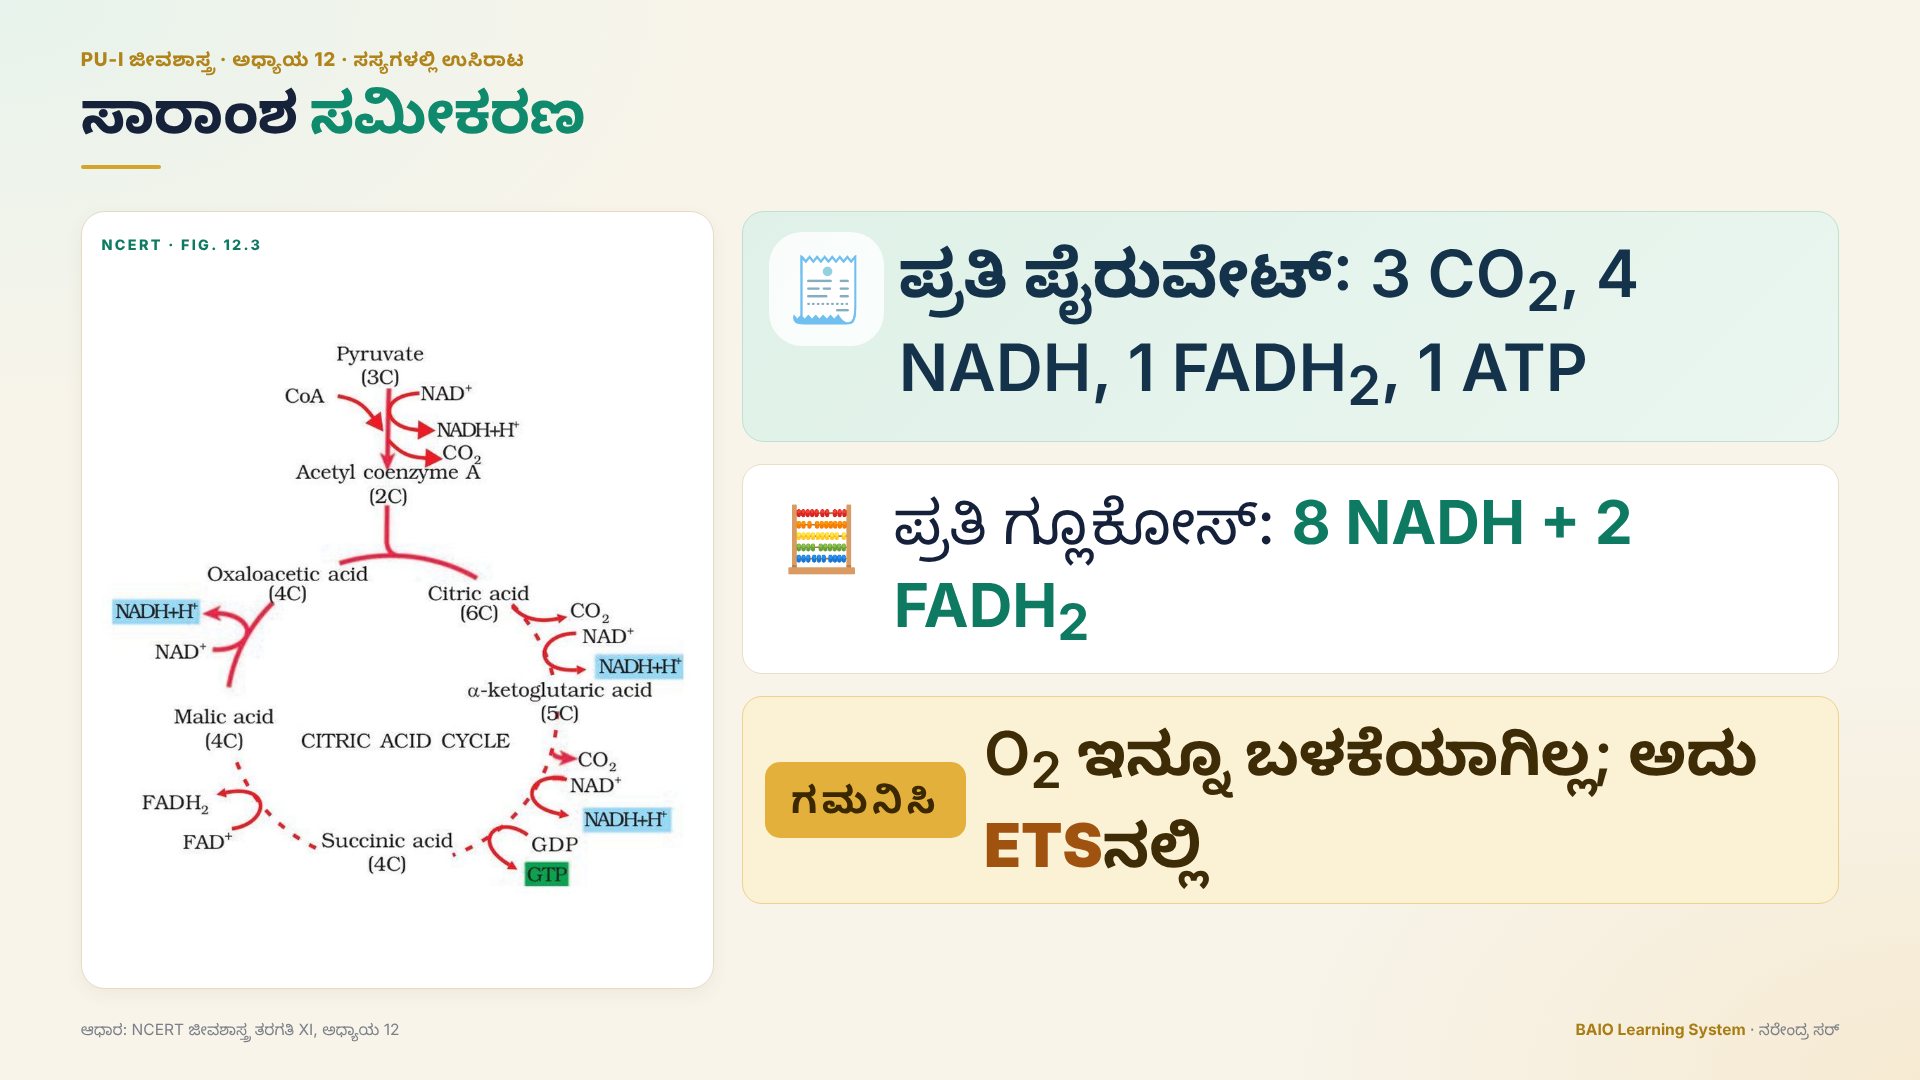 PU-I ಜೀವಶಾಸ್ತ್ರ · ಅಧ್ಯಾಯ 12 · ಸಸ್ಯಗಳಲ್ಲಿ ಉಸಿರಾಟ
ಸಾರಾಂಶ ಸಮೀಕರಣ
NCERT · FIG. 12.3
Pyruvate
(3C)
CoA
NAD⁺
NADH+H⁺
CO₂
Acetyl coenzyme A
(2C)
Oxaloacetic acid
(4C)
Citric acid
(6C)
NADH+H⁺
NAD⁺
CO₂
NAD⁺
NADH+H⁺
α-ketoglutaric acid
(5C)
Malic acid
(4C)
CITRIC ACID CYCLE
CO₂
NAD⁺
NADH+H⁺
FADH₂
FAD⁺
Succinic acid
(4C)
GDP
GTP
ಪ್ರತಿ ಪೈರುವೇಟ್: 3 CO₂, 4
NADH, 1 FADH₂, 1 ATP
ಪ್ರತಿ ಗ್ಲೂಕೋಸ್: 8 NADH + 2
FADH₂
ಗಮನಿಸಿ
O₂ ಇನ್ನೂ ಬಳಕೆಯಾಗಿಲ್ಲ; ಅದು
ETSನಲ್ಲಿ
ಆಧಾರ: NCERT ಜೀವಶಾಸ್ತ್ರ ತರಗತಿ XI, ಅಧ್ಯಾಯ 12
BAIO Learning System · ನರೇಂದ್ರ ಸರ್